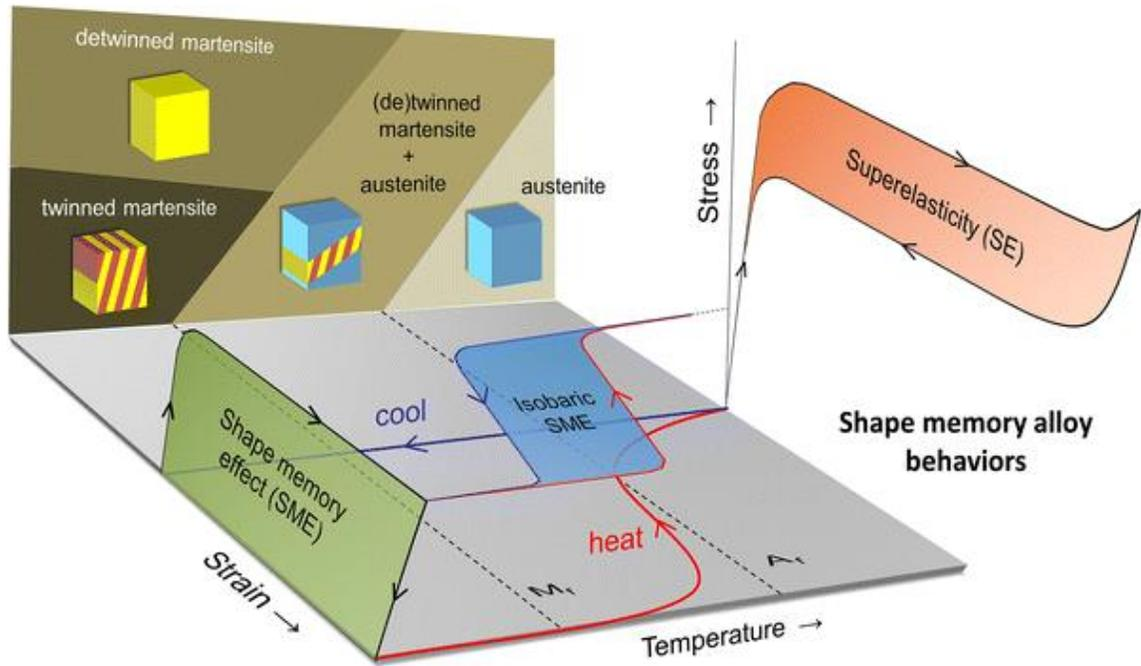 detwinned martensite
(de)twinned
martensite
+
austenite
twinned martensite
austenite
Stress →
Superelasticity (SE)
cool
Isobaric
SME
Shape memory
effect (SME)
Shape memory alloy
behaviors
heat
Strain →
Mf
Af
Temperature →